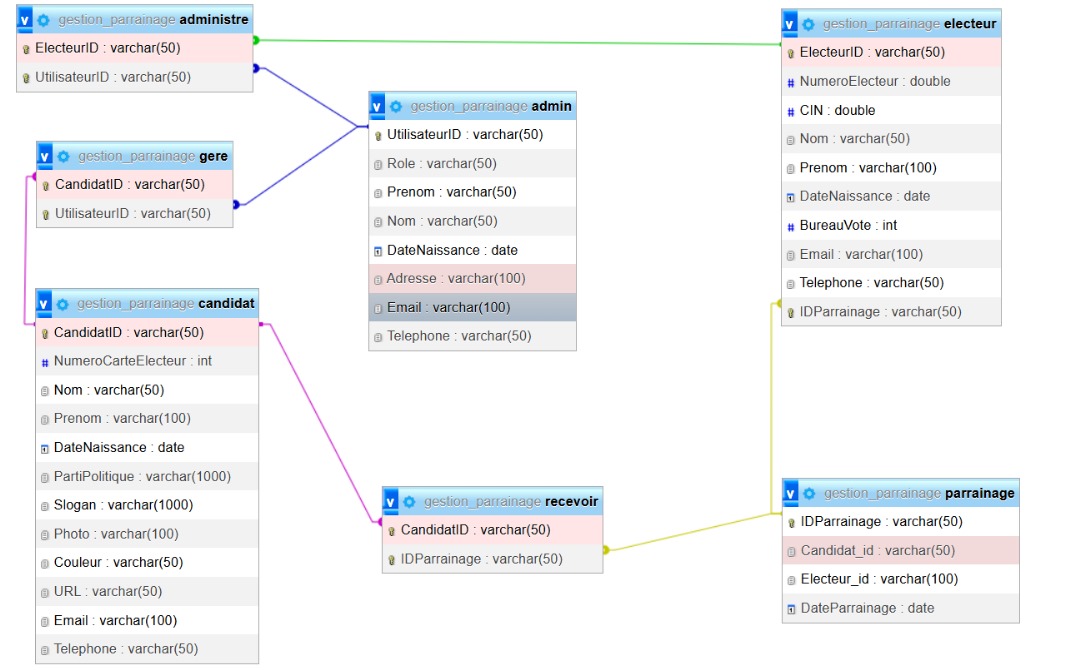 gestion_parrainage administre
ElecteurID : varchar(50)
UtilisateurID : varchar(50)
gestion_parrainage gere
CandidatID : varchar(50)
UtilisateurID : varchar(50)
gestion_parrainage admin
UtilisateurID : varchar(50)
Role : varchar(50)
Prenom : varchar(50)
Nom : varchar(50)
DateNaissance : date
Adresse : varchar(100)
Email : varchar(100)
Telephone : varchar(50)
gestion_parrainage electeur
ElecteurID : varchar(50)
NumeroElecteur : double
CIN : double
Nom : varchar(50)
Prenom : varchar(100)
DateNaissance : date
BureauVote : int
Email : varchar(100)
Telephone : varchar(50)
IDParrainage : varchar(50)
gestion_parrainage candidat
CandidatID : varchar(50)
NumeroCarteElecteur : int
Nom : varchar(50)
Prenom : varchar(100)
DateNaissance : date
PartiPolitique : varchar(1000)
Slogan : varchar(1000)
Photo : varchar(100)
Couleur : varchar(50)
URL : varchar(50)
Email : varchar(100)
Telephone : varchar(50)
gestion_parrainage recevoir
CandidatID : varchar(50)
IDParrainage : varchar(50)
gestion_parrainage parrainage
IDParrainage : varchar(50)
Candidat_id : varchar(50)
Electeur_id : varchar(100)
DateParrainage : date